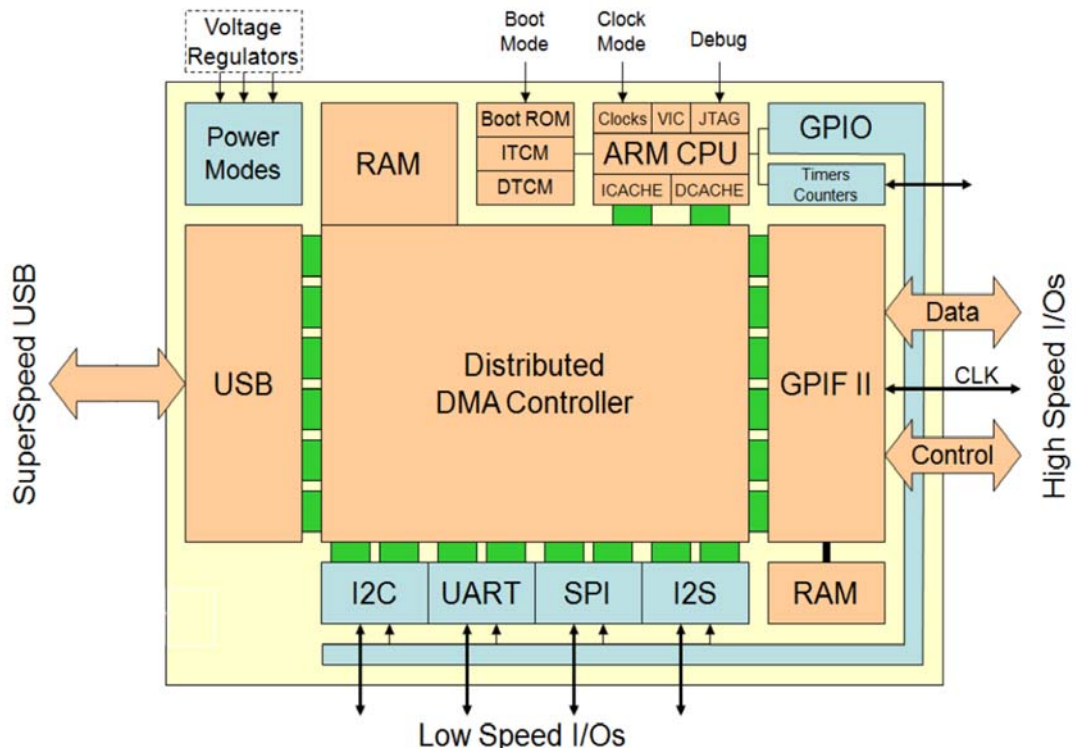 Voltage
Regulators
Boot
Mode
Clock
Mode
Debug
Power
Modes
RAM
Boot ROM
ITCM
DTCM
Clocks
VIC
JTAG
ARM CPU
ICACHE
DCACHE
GPIO
Timers
Counters
SuperSpeed USB
USB
Distributed
DMA Controller
GPIF II
Data
CLK
Control
High Speed I/Os
I2C
UART
SPI
I2S
RAM
Low Speed I/Os